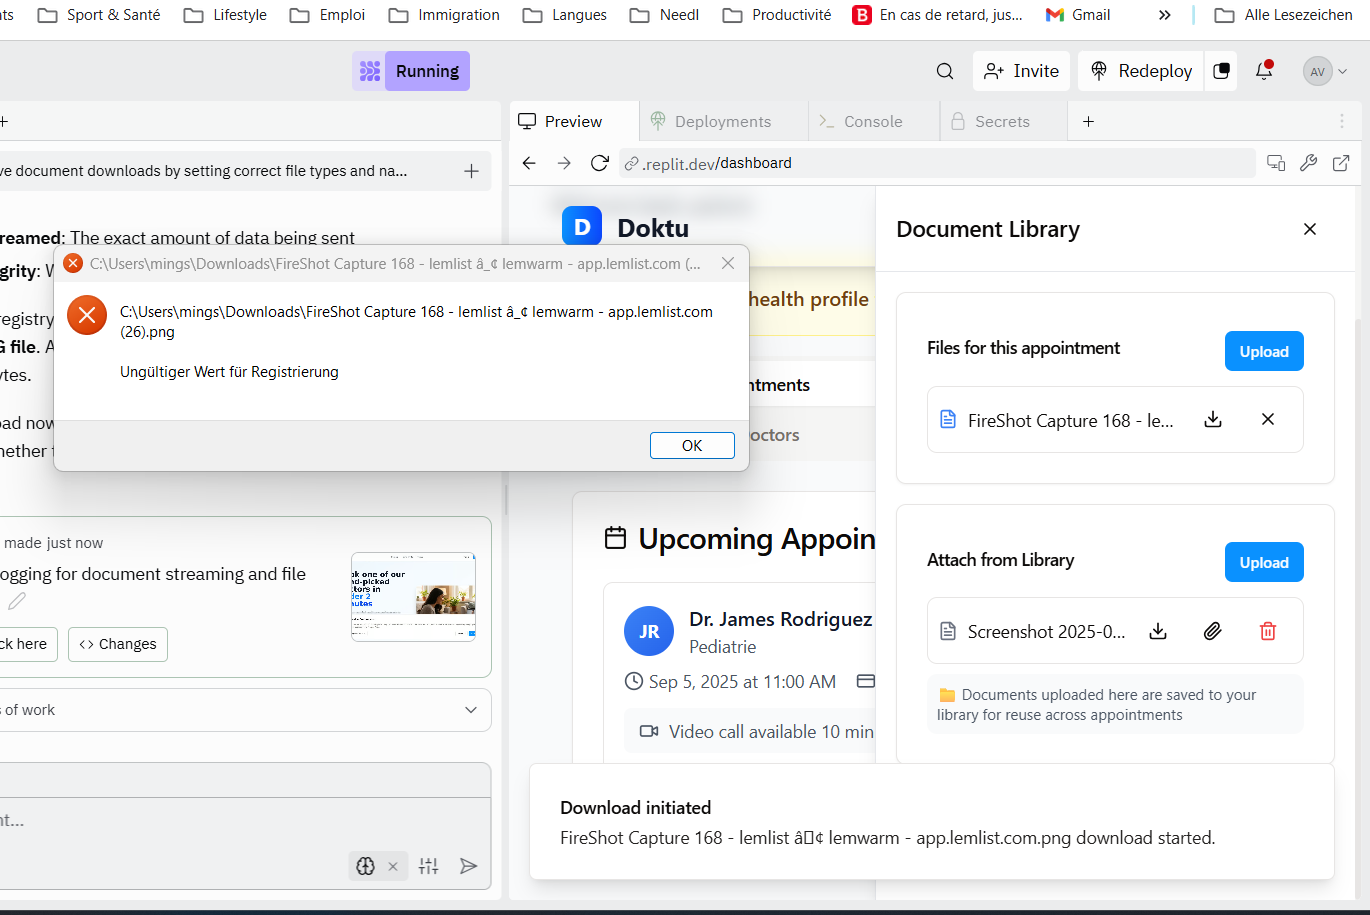 nts
Sport & Santé
Lifestyle
Emploi
Immigration
Langues
Needl
Productivité
B
En cas de retard, jus...
Gmail
»
Alle Lesezeichen
Running
Invite
Redeploy
AV
+
Preview
Deployments
Console
Secrets
+
ve document downloads by setting correct file types and na...
.replit.dev/dashboard
reamed: The exact amount of data being sent
grity: W
registry
G file. A
ytes.
oad now
hether
C:\Users\mings\Downloads\FireShot Capture 168 - lemlist â_¢ lemwarm - app.lemlist.com (...
C:\Users\mings\Downloads\FireShot Capture 168 - lemlist â_¢ lemwarm - app.lemlist.com
(26).png
Ungültiger Wert für Registrierung
OK
made just now
ogging for document streaming and file
ck here
<> Changes
ok one of our
nd-picked
tors in
der 2
nutes
s of work
nt...
D
Doktu
health profile
ntments
octors
Upcoming Appoin
JR
Dr. James Rodriguez
Pediatrie
Sep 5, 2025 at 11:00 AM
Video call available 10 min
Document Library
Files for this appointment
Upload
FireShot Capture 168 - le...
Attach from Library
Upload
Screenshot 2025-0...
Documents uploaded here are saved to your
library for reuse across appointments
Download initiated
FireShot Capture 168 - lemlist â▯¢ lemwarm - app.lemlist.com.png download started.